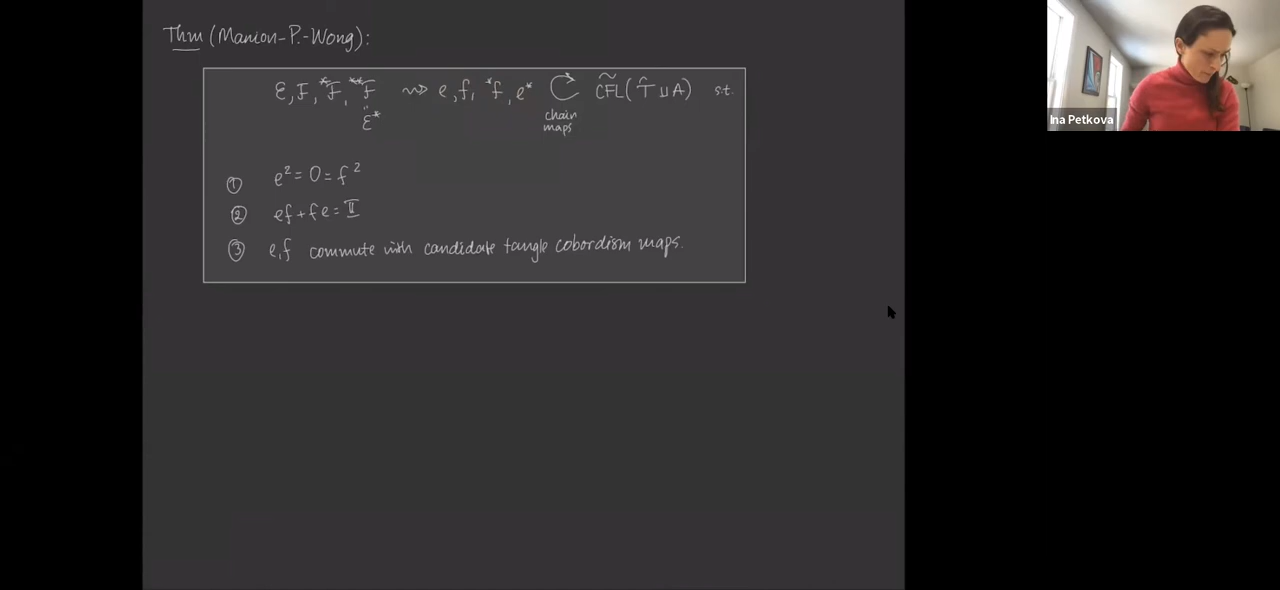 Thm (Manion-P.-Wong):
ℰ, F, *F, **F ⇝ e, f, *f, e* ↻ C̃FL(T̂ ⊔ A) s.t.
ℰ*
chain
maps
① e² = 0 = f²
② ef + fe = 𝕀
③ e, f commute with candidate tangle cobordism maps.
Ina Petkova